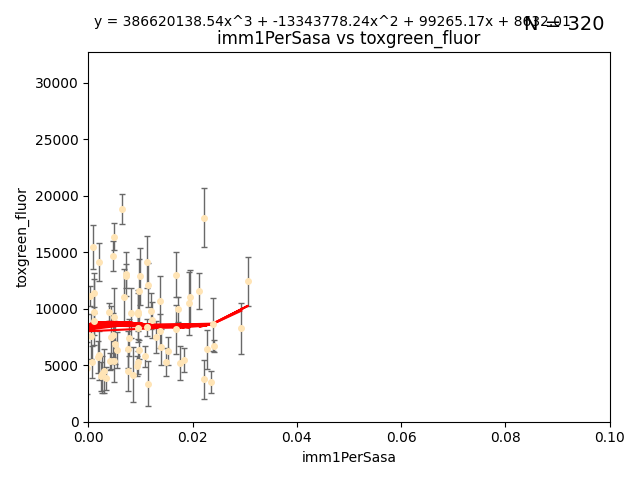 y = 386620138.54x^3 + -13343778.24x^2 + 99265.17x + 8632.01
N = 320
imm1PerSasa vs toxgreen_fluor
30000
25000
20000
15000
10000
5000
0
toxgreen_fluor
0.00 0.02 0.04 0.06 0.08 0.10
imm1PerSasa